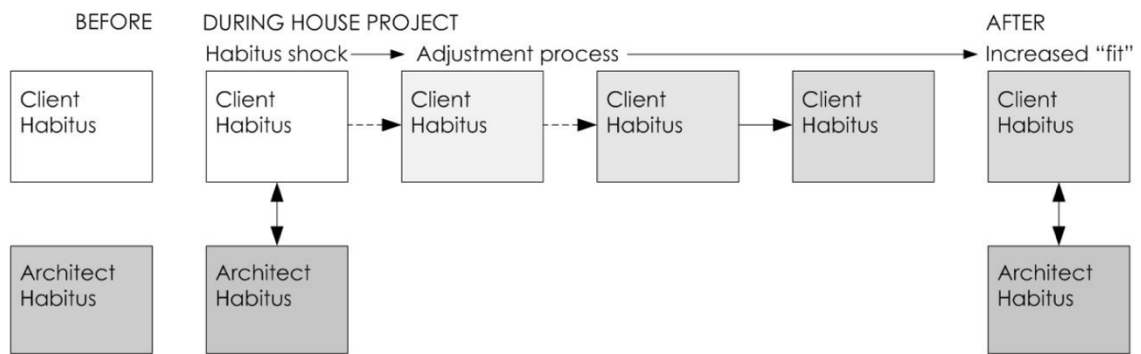 BEFORE
DURING HOUSE PROJECT
AFTER
Habitus shock
Adjustment process
Increased “fit”
Client
Habitus
Client
Habitus
Client
Habitus
Client
Habitus
Client
Habitus
Client
Habitus
Architect
Habitus
Architect
Habitus
Architect
Habitus